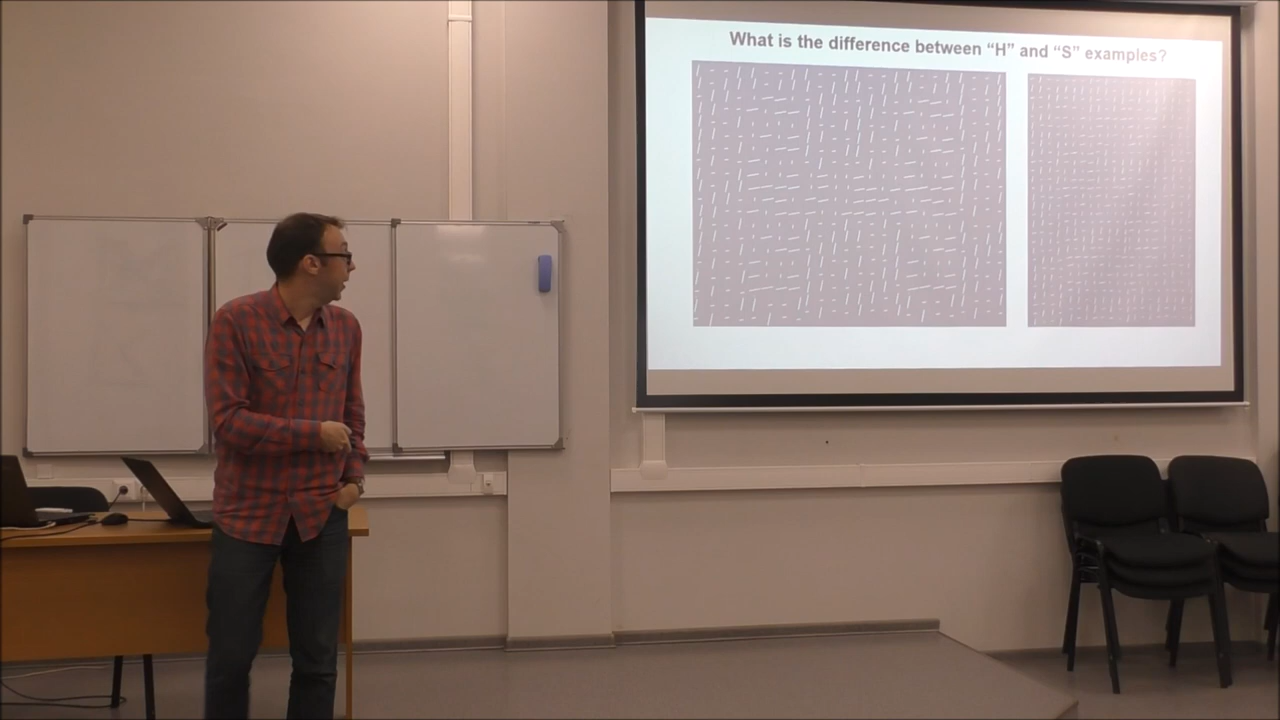 What is the difference between “H” and “S” examples?